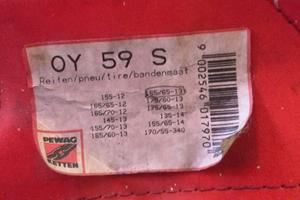 OY 59 S
Reifen/pneu/tire/bandenmaat
155-12
165/65-12
165/70-12
145-13
155/70-13
165/60-13
165/65-13
175/60-13
175/65-13
135-14
165/65-14
170/55-340
PEWAG
KETTEN
9 002546 017970